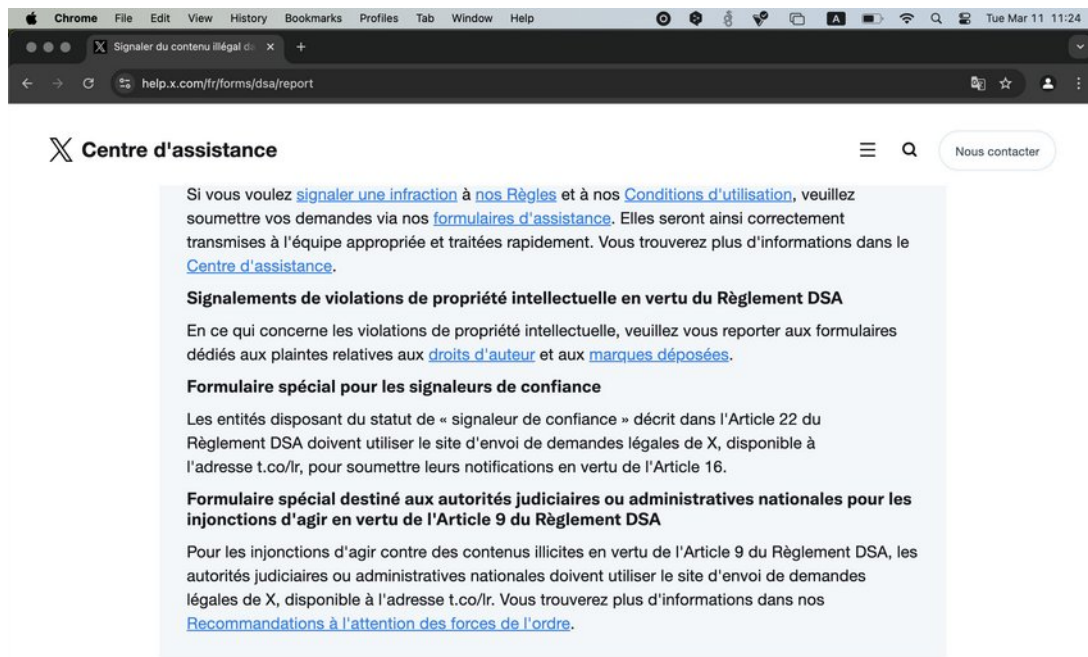 Chrome File Edit View History Bookmarks Profiles Tab Window Help A Tue Mar 11 11:24
Signaler du contenu illégal da
help.x.com/fr/forms/dsa/report
Centre d'assistance
Nous contacter
Si vous voulez signaler une infraction à nos Règles et à nos Conditions d'utilisation, veuillez
soumettre vos demandes via nos formulaires d'assistance. Elles seront ainsi correctement
transmises à l'équipe appropriée et traitées rapidement. Vous trouverez plus d'informations dans le
Centre d'assistance.
Signalements de violations de propriété intellectuelle en vertu du Règlement DSA
En ce qui concerne les violations de propriété intellectuelle, veuillez vous reporter aux formulaires
dédiés aux plaintes relatives aux droits d'auteur et aux marques déposées.
Formulaire spécial pour les signaleurs de confiance
Les entités disposant du statut de « signaleur de confiance » décrit dans l'Article 22 du
Règlement DSA doivent utiliser le site d'envoi de demandes légales de X, disponible à
l'adresse t.co/lr, pour soumettre leurs notifications en vertu de l'Article 16.
Formulaire spécial destiné aux autorités judiciaires ou administratives nationales pour les
injonctions d'agir en vertu de l'Article 9 du Règlement DSA
Pour les injonctions d'agir contre des contenus illicites en vertu de l'Article 9 du Règlement DSA, les
autorités judiciaires ou administratives nationales doivent utiliser le site d'envoi de demandes
légales de X, disponible à l'adresse t.co/lr. Vous trouverez plus d'informations dans nos
Recommandations à l'attention des forces de l'ordre.